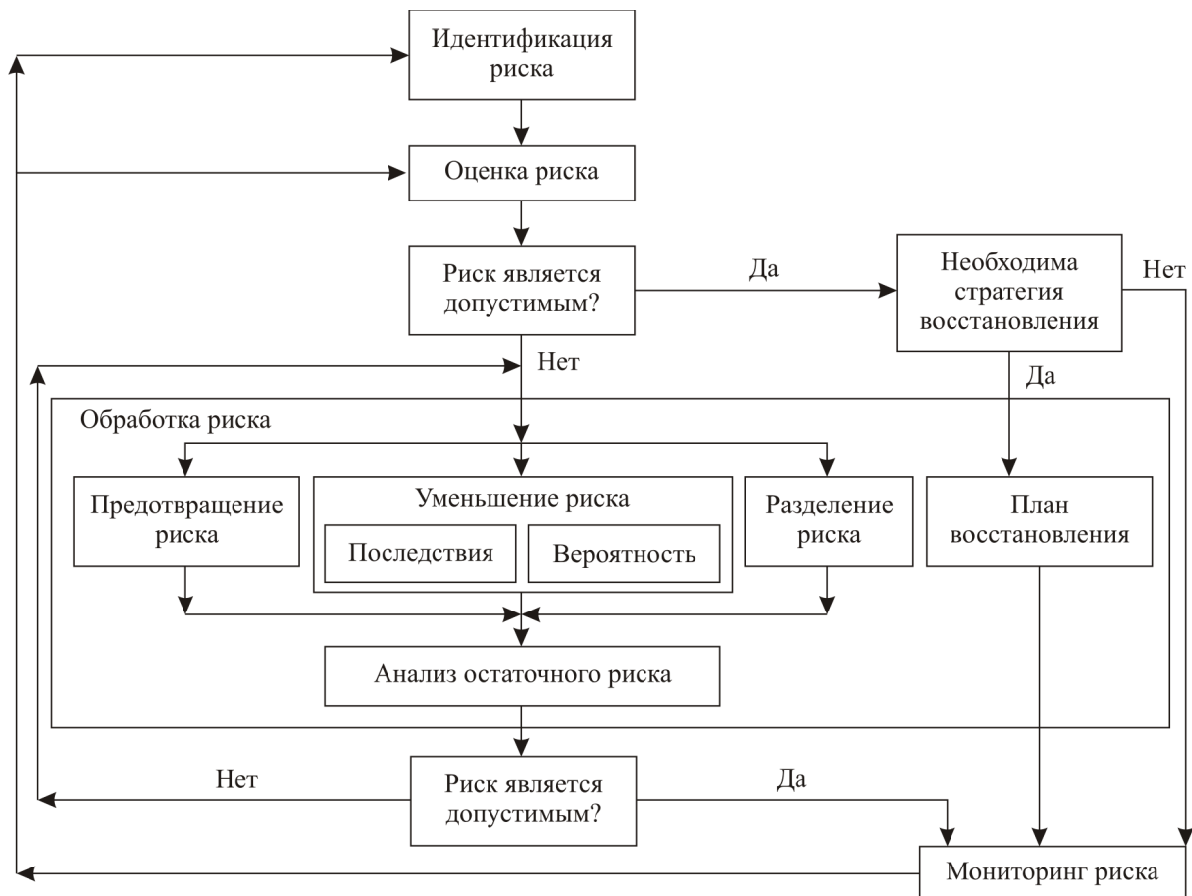 Идентификация
риска
Оценка риска
Риск является
допустимым?
Да
Необходима
стратегия
восстановления
Нет
Нет
Да
Обработка риска
Предотвращение
риска
Уменьшение риска
Последствия
Вероятность
Разделение
риска
План
восстановления
Анализ остаточного риска
Нет
Риск является
допустимым?
Да
Мониторинг риска